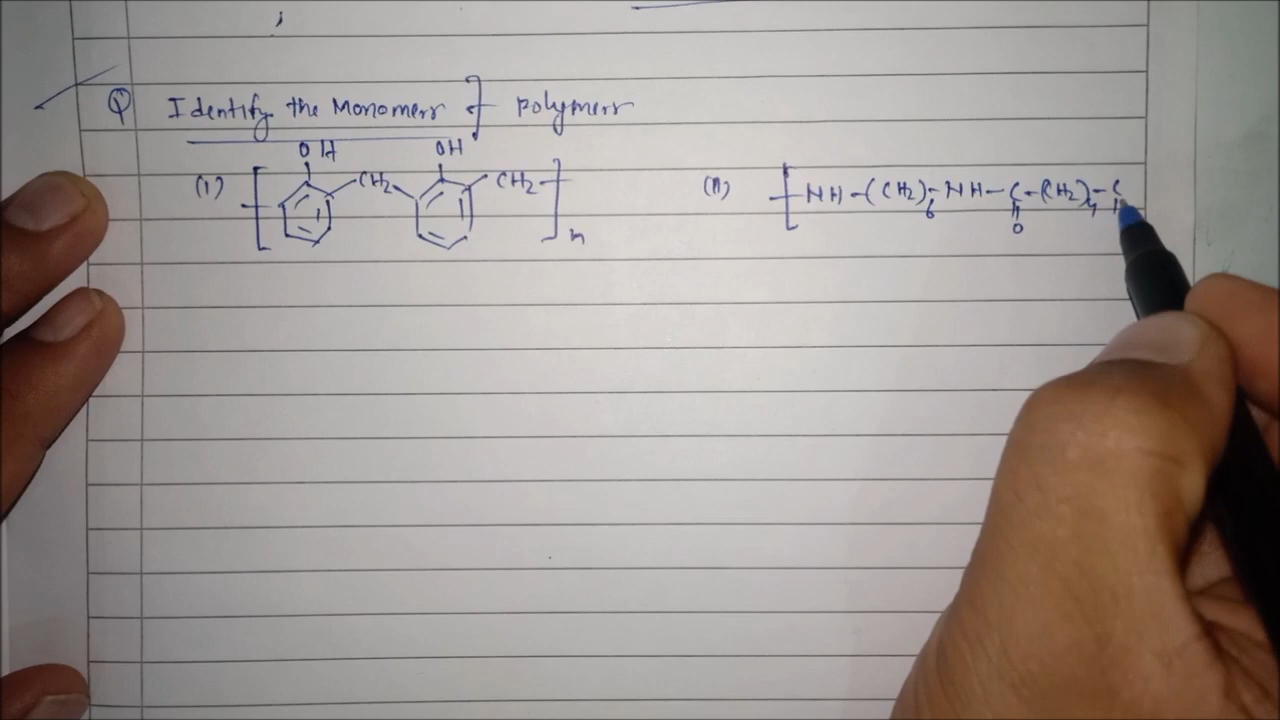 Q Identify the Monomers of polymers
OH OH
(I) [ CH2 CH2 ]n (II) [ NH-(CH2)6-NH-C-(CH2)4-C
O